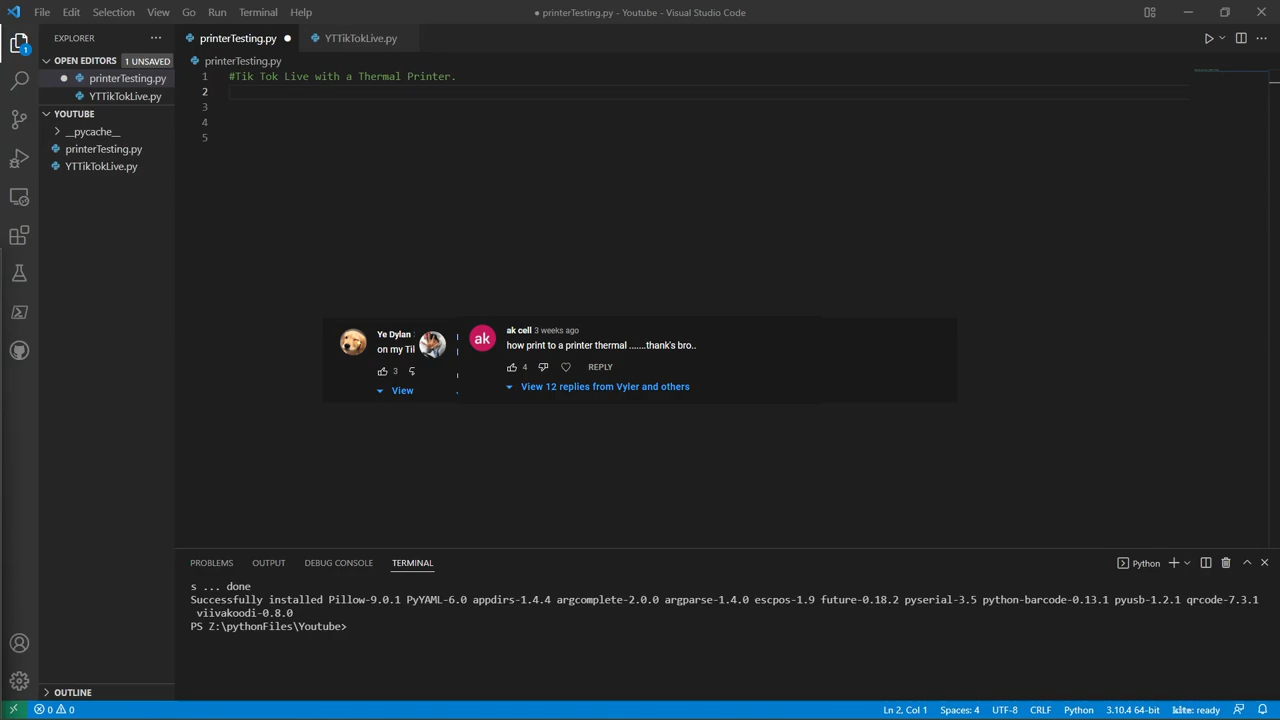 File Edit Selection View Go Run Terminal Help
printerTesting.py - Youtube - Visual Studio Code
EXPLORER
OPEN EDITORS 1 UNSAVED
printerTesting.py
YTTikTokLive.py
YOUTUBE
__pycache__
printerTesting.py
YTTikTokLive.py
OUTLINE
1
printerTesting.py
YTTikTokLive.py
printerTesting.py
1 #Tik Tok Live with a Thermal Printer.
2
3
4
5
Ye Dylan
on my Til
3
View
ak
ak cell 3 weeks ago
how print to a printer thermal .......thank's bro..
4 REPLY
View 12 replies from Vyler and others
PROBLEMS OUTPUT DEBUG CONSOLE TERMINAL
Python
s ... done
Successfully installed Pillow-9.0.1 PyYAML-6.0 appdirs-1.4.4 argcomplete-2.0.0 argparse-1.4.0 escpos-1.9 future-0.18.2 pyserial-3.5 python-barcode-0.13.1 pyusb-1.2.1 qrcode-7.3.1
viivakoodi-0.8.0
PS Z:\pythonFiles\Youtube>
0 0
Ln 2, Col 1 Spaces: 4 UTF-8 CRLF Python 3.10.4 64-bit kite: ready